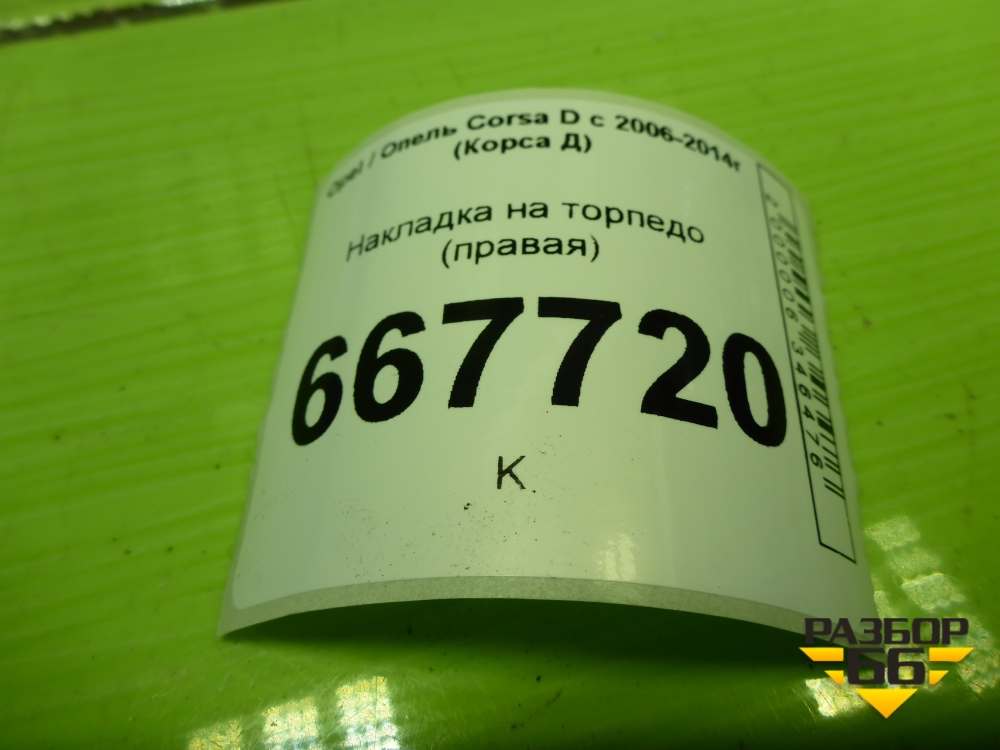 Opel / Опель Corsa D с 2006-2014г
(Корса Д)
Накладка на торпедо
(правая)
667720
К
2000006346476
РАЗБОР
66